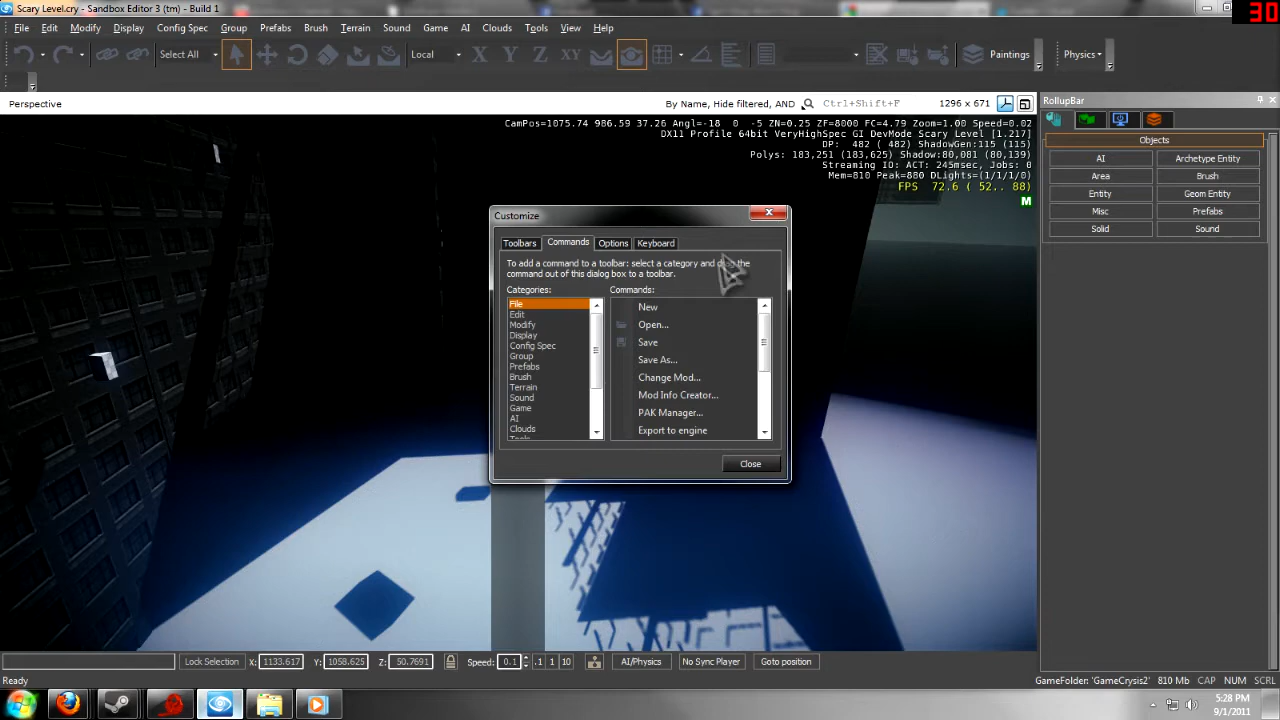 Scary Level.cry - Sandbox Editor 3 (tm) - Build 1
30
File Edit Modify Display Config Spec Group Prefabs Brush Terrain Sound Game AI Clouds Tools View Help
Select All Local X Y Z XY Paintings Physics
Perspective By Name, Hide filtered, AND Ctrl+Shift+F 1296 x 671
RollupBar
CamPos=1075.74 986.59 37.26 Angl=-18 0 -5 ZN=0.25 ZF=8000 FC=4.79 Zoom=1.00 Speed=0.02
DX11 Profile 64bit VeryHighSpec GI DevMode Scary Level [1.217]
DP: 482 ( 482) ShadowGen:115 (115)
Polys: 183,251 (183,625) Shadow:80,081 (80,139)
Streaming IO: ACT: 245msec, Jobs: 0
Mem=810 Peak=880 DLights=(1/1/1/0)
FPS 72.6 ( 52.. 88)
M
Objects
AI Archetype Entity
Area Brush
Entity Geom Entity
Misc Prefabs
Solid Sound
Customize
Toolbars Commands Options Keyboard
To add a command to a toolbar: select a category and drag the
command out of this dialog box to a toolbar.
Categories: Commands:
File
Edit
Modify
Display
Config Spec
Group
Prefabs
Brush
Terrain
Sound
Game
AI
Clouds
Tools
New
Open...
Save
Save As...
Change Mod...
Mod Info Creator...
PAK Manager...
Export to engine
Close
Lock Selection X: 1133.617 Y: 1058.625 Z: 50.7691 Speed: 0.1 .1 1 10 AI/Physics No Sync Player Goto position
Ready GameFolder: 'GameCrysis2' 810 Mb CAP NUM SCRL
5:28 PM
9/1/2011